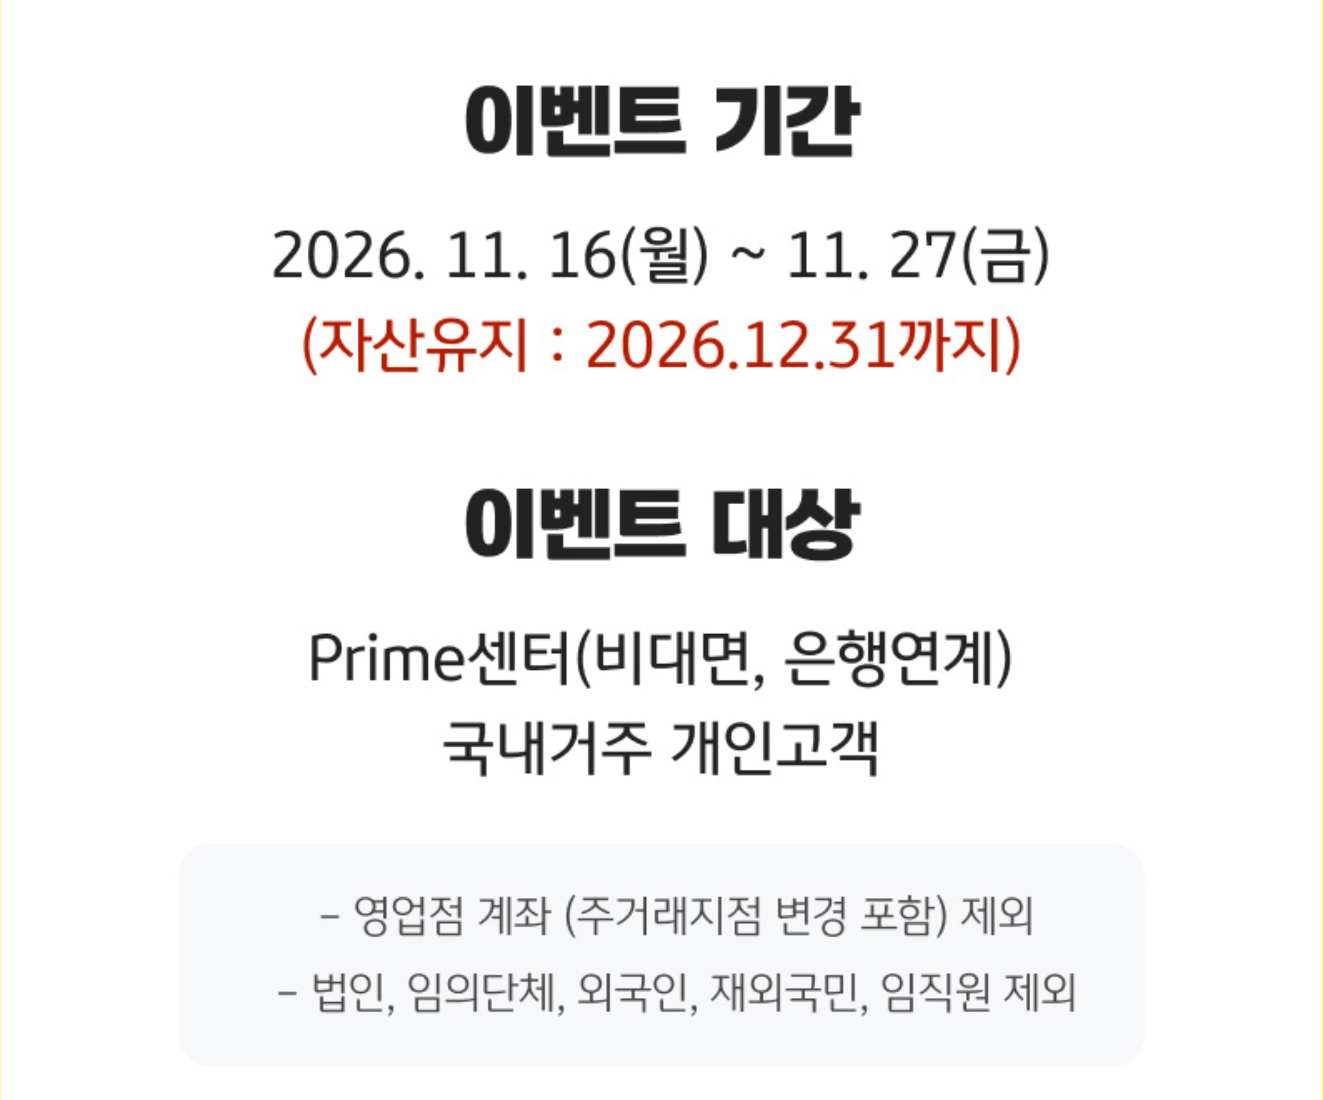 이벤트 기간
2026. 11. 16(월) ~ 11. 27(금)
(자산유지 : 2026.12.31까지)
이벤트 대상
Prime센터(비대면, 은행연계)
국내거주 개인고객
– 영업점 계좌 (주거래지점 변경 포함) 제외
– 법인, 임의단체, 외국인, 재외국민, 임직원 제외